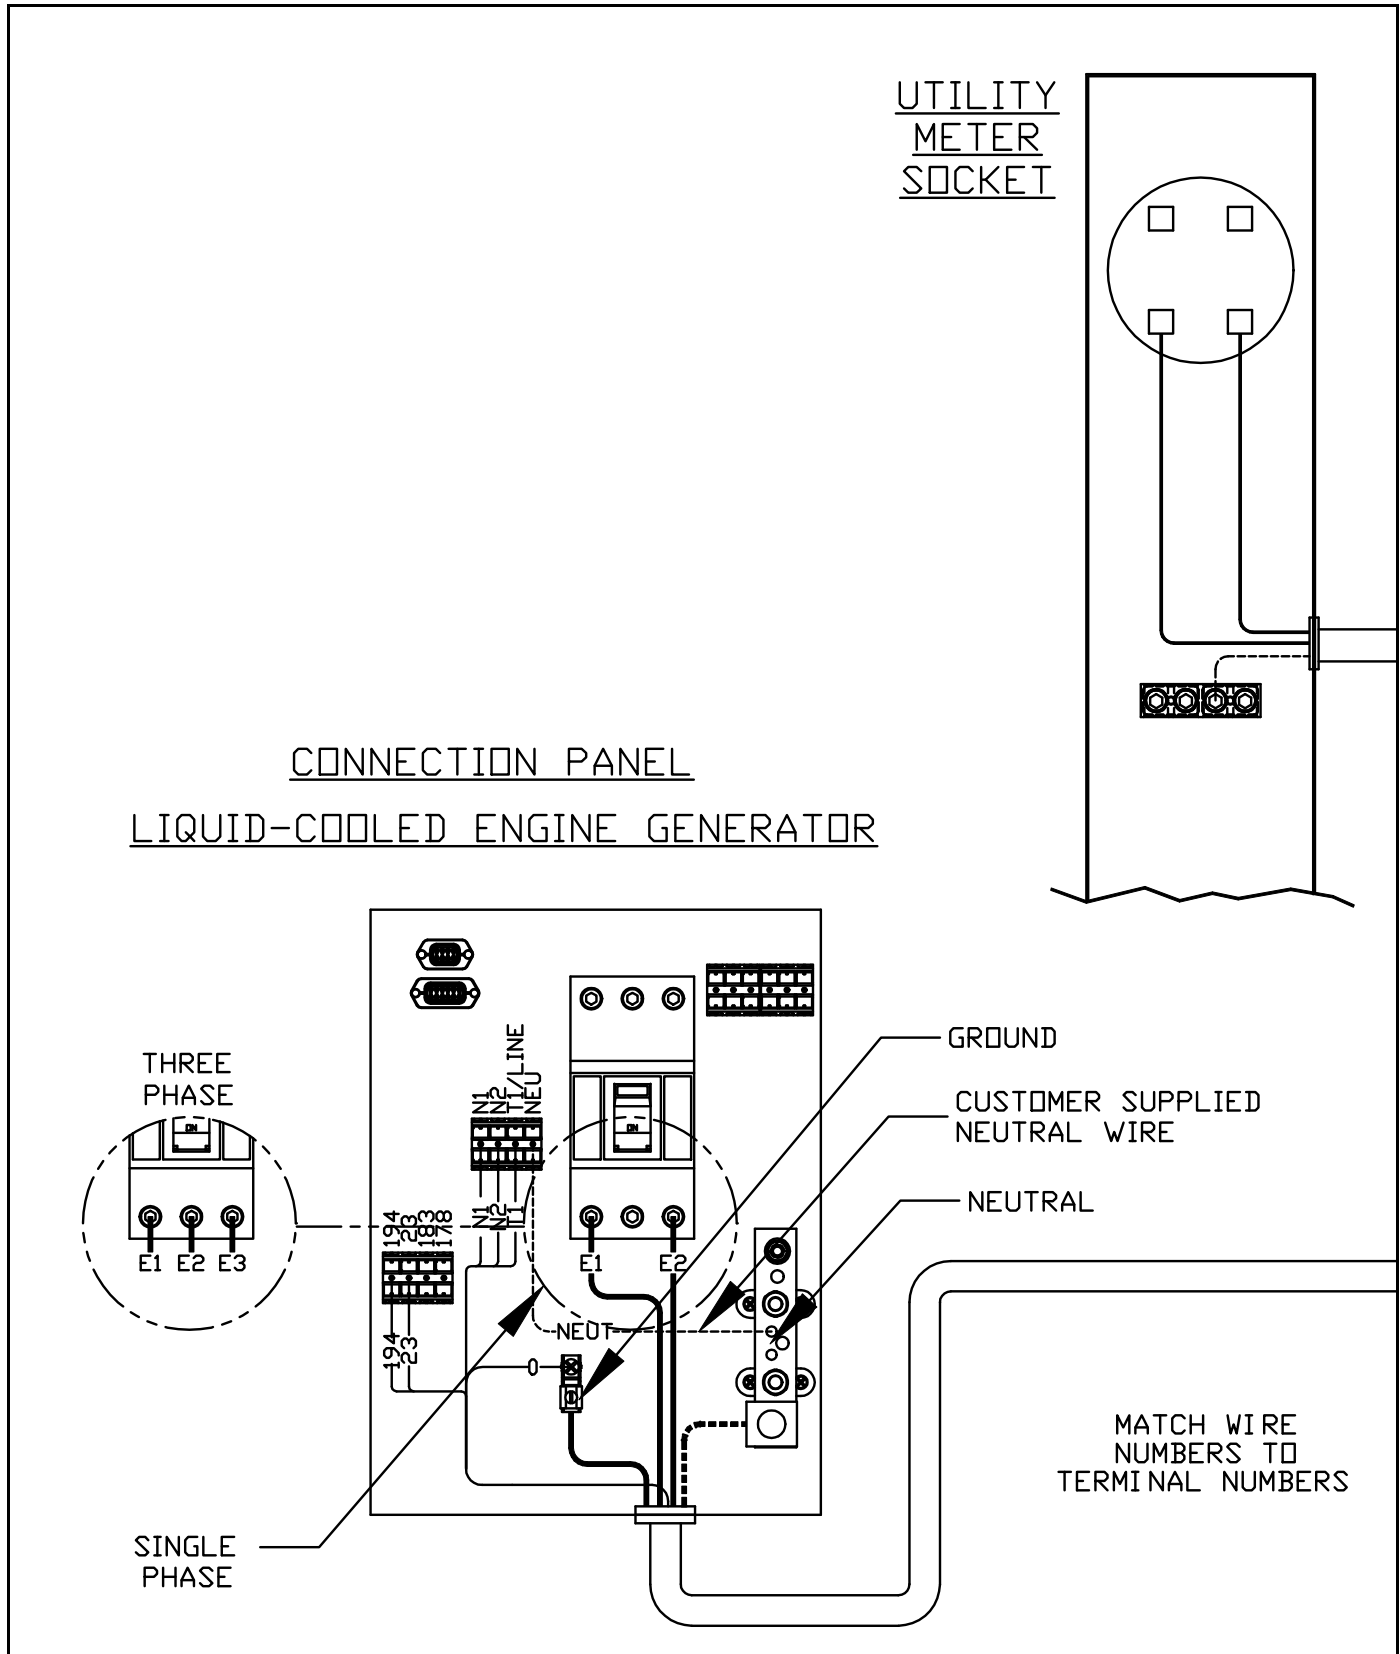 UTILITY
METER
SOCKET
CONNECTION PANEL
LIQUID-COOLED ENGINE GENERATOR
THREE
PHASE
ON
E1 E2 E3
N1
N2
T1/LINE
NEU
ON
N1
N2
T1
194
23
183
178
E1
E2
GROUND
CUSTOMER SUPPLIED
NEUTRAL WIRE
NEUTRAL
NEUT
194
23
0
MATCH WIRE
NUMBERS TO
TERMINAL NUMBERS
SINGLE
PHASE